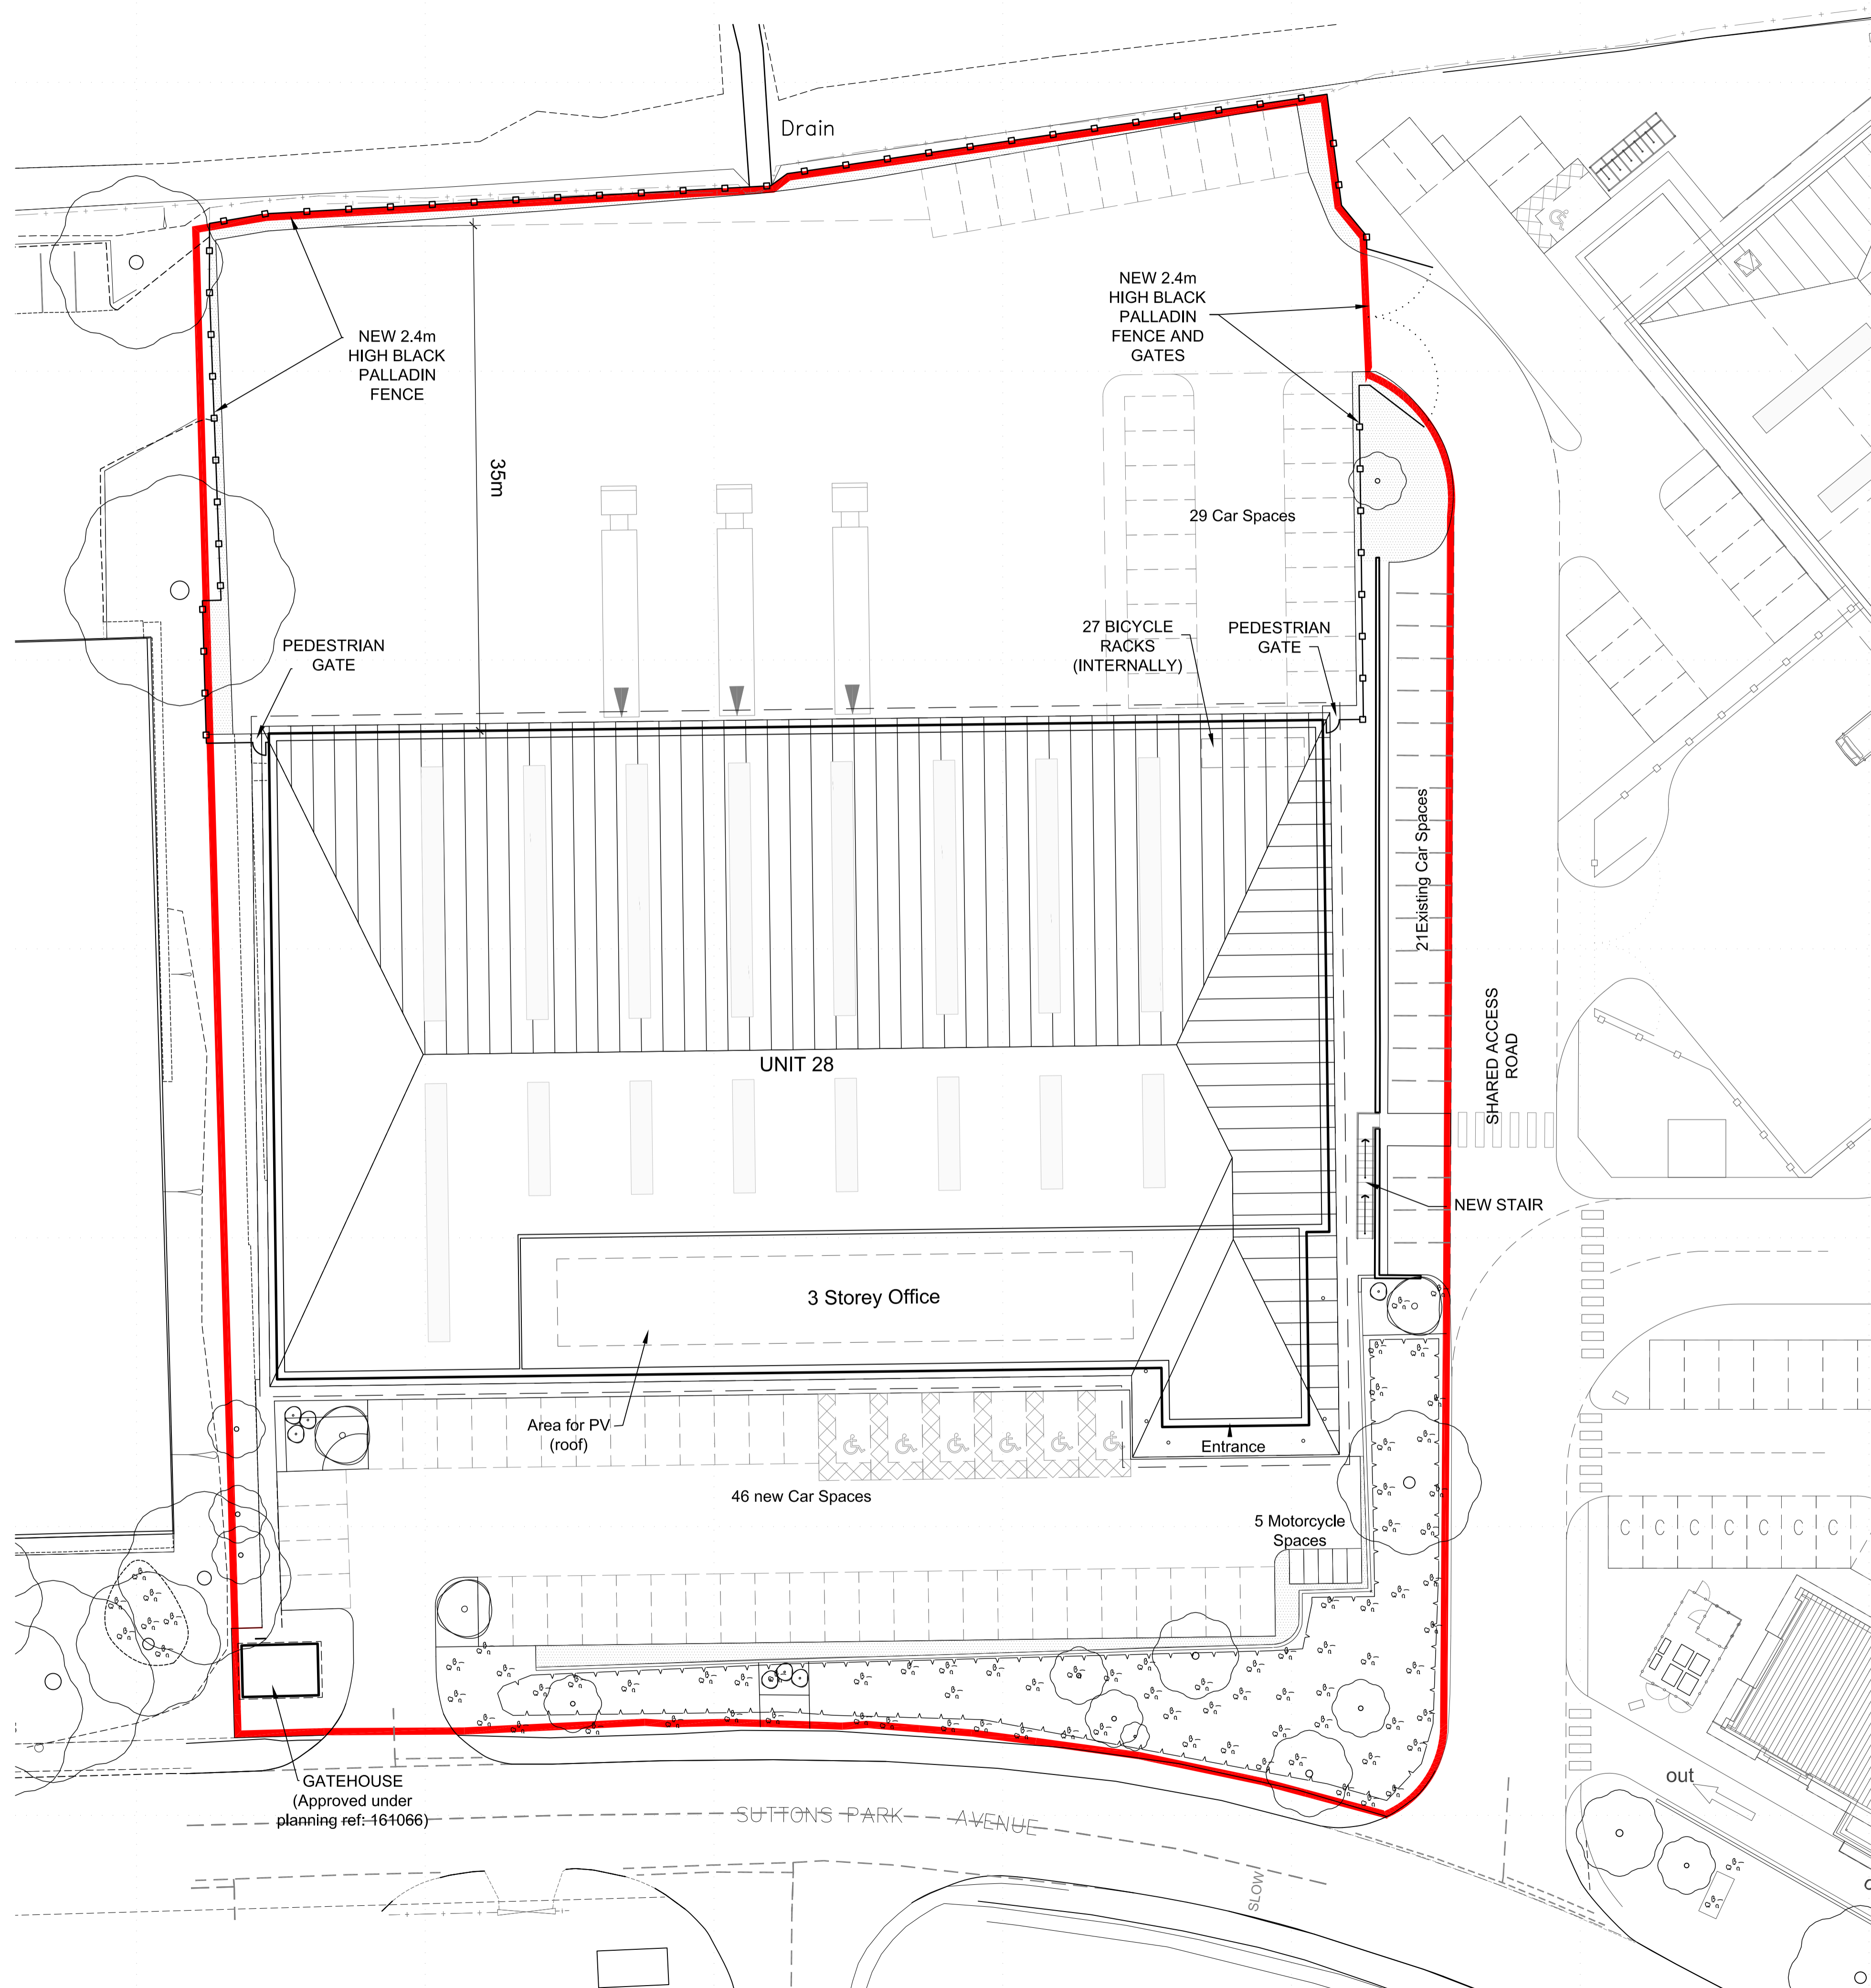 Drain
NEW 2.4m
HIGH BLACK
PALLADIN
FENCE AND
GATES
NEW 2.4m
HIGH BLACK
PALLADIN
FENCE
35m
29 Car Spaces
27 BICYCLE
RACKS
(INTERNALLY)
PEDESTRIAN
GATE
PEDESTRIAN
GATE
21Existing Car Spaces
UNIT 28
SHARED ACCESS
ROAD
NEW STAIR
3 Storey Office
Area for PV
(roof)
Entrance
46 new Car Spaces
5 Motorcycle
Spaces
C C C C C C C
GATEHOUSE
(Approved under
planning ref: 161066)
SUTTONS PARK AVENUE
out
SLOW